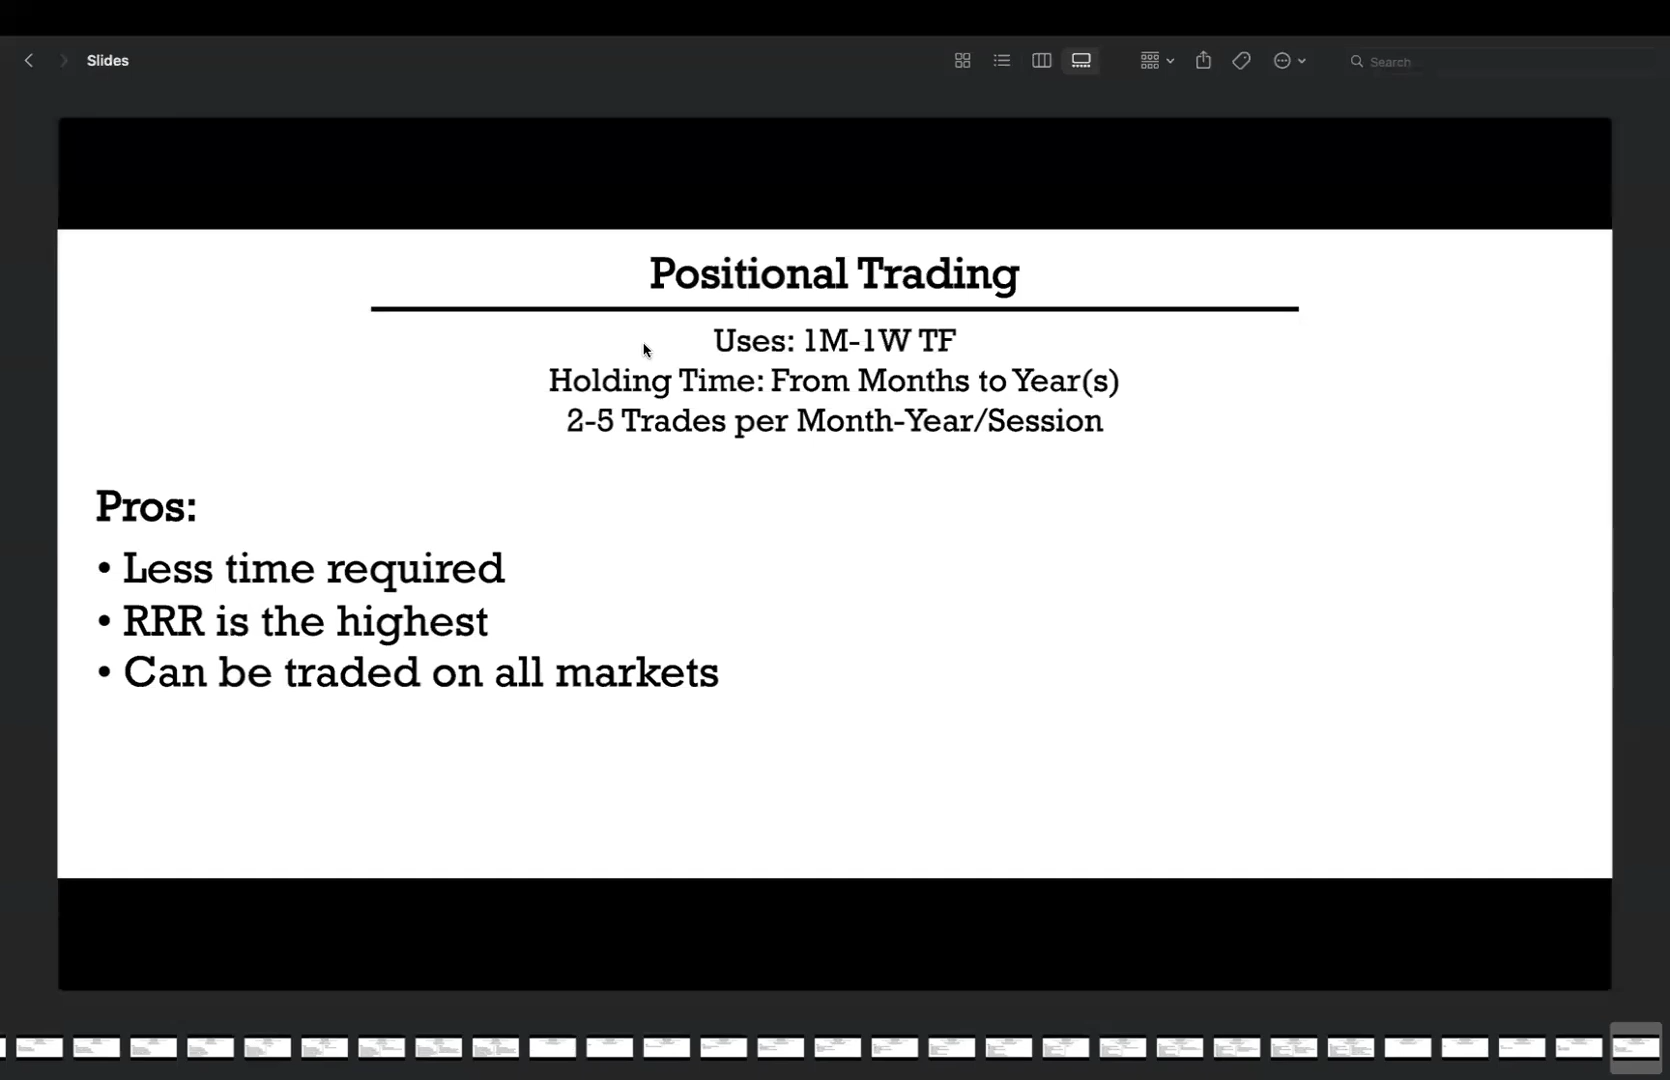 Slides
Search
Positional Trading
Uses: 1M-1W TF
Holding Time: From Months to Year(s)
2-5 Trades per Month-Year/Session
Pros:
• Less time required
• RRR is the highest
• Can be traded on all markets